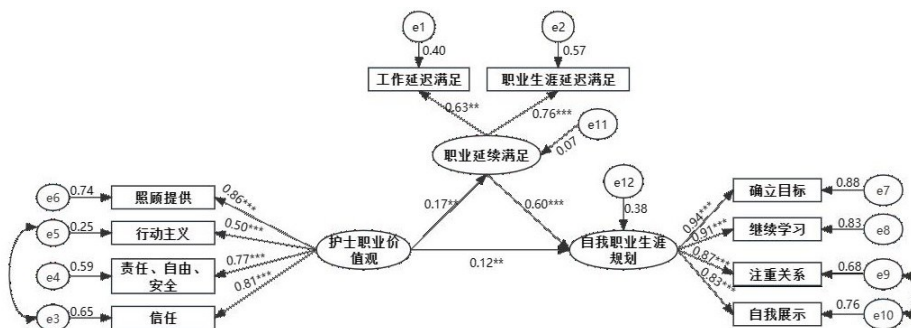 e1
e2
0.40
0.57
工作延迟满足
职业生涯延迟满足
0.63**
0.76***
e11
0.07
职业延续满足
e12
0.38
0.17**
0.60***
护士职业价
值观
0.12**
自我职业生涯
规划
e6
0.74
照顾提供
0.86***
e5
0.25
行动主义
0.50***
e4
0.59
责任、自由、
安全
0.77***
e3
0.65
信任
0.81***
0.94***
确立目标
0.88
e7
0.91***
继续学习
0.83
e8
0.87***
注重关系
0.68
e9
0.83***
自我展示
0.76
e10